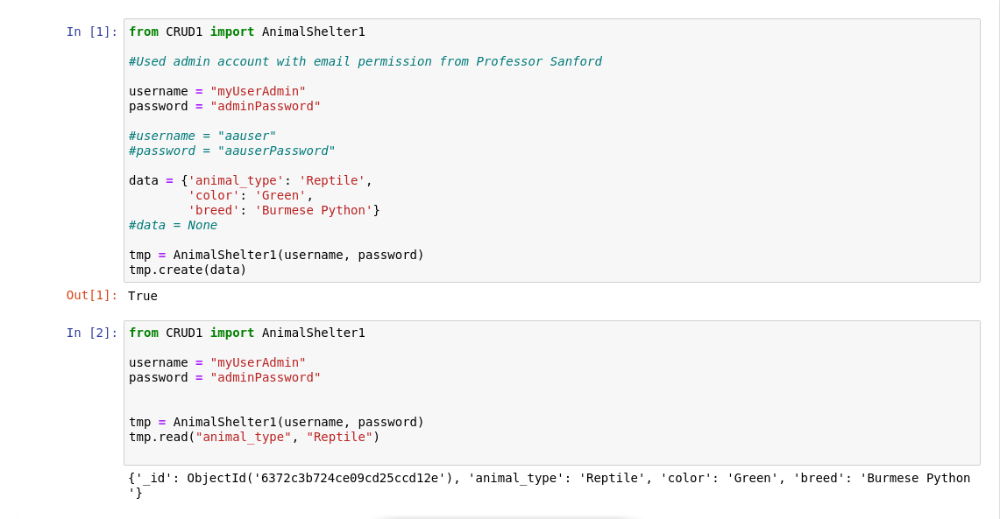 In [1]: from CRUD1 import AnimalShelter1
#Used admin account with email permission from Professor Sanford
username = "myUserAdmin"
password = "adminPassword"
#username = "aauser"
#password = "aauserPassword"
data = {'animal_type': 'Reptile',
'color': 'Green',
'breed': 'Burmese Python'}
#data = None
tmp = AnimalShelter1(username, password)
tmp.create(data)
Out[1]: True
In [2]: from CRUD1 import AnimalShelter1
username = "myUserAdmin"
password = "adminPassword"
tmp = AnimalShelter1(username, password)
tmp.read("animal_type", "Reptile")
{'_id': ObjectId('6372c3b724ce09cd25ccd12e'), 'animal_type': 'Reptile', 'color': 'Green', 'breed': 'Burmese Python
'}